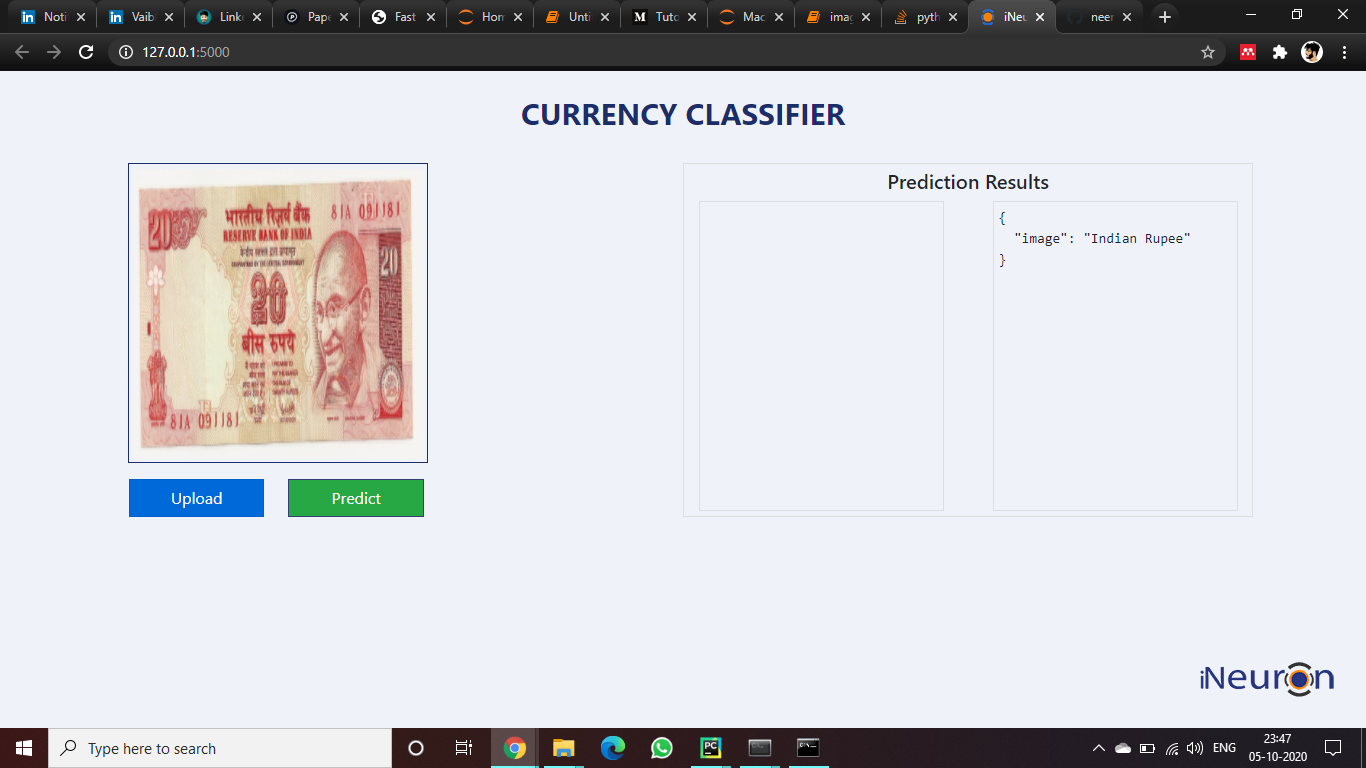 Noti
Vaib
Linke
Pape
Fast
Hom
Unti
Tuto
Mac
imag
pyth
iNeu
neer
127.0.0.1:5000
CURRENCY CLASSIFIER
भारतीय रिज़र्व बैंक
RESERVE BANK OF INDIA
81A 091181
20
20
20
बीस रुपये
81A 091181
Upload
Predict
Prediction Results
{
"image": "Indian Rupee"
}
iNeuron
Type here to search
ENG
23:47
05-10-2020